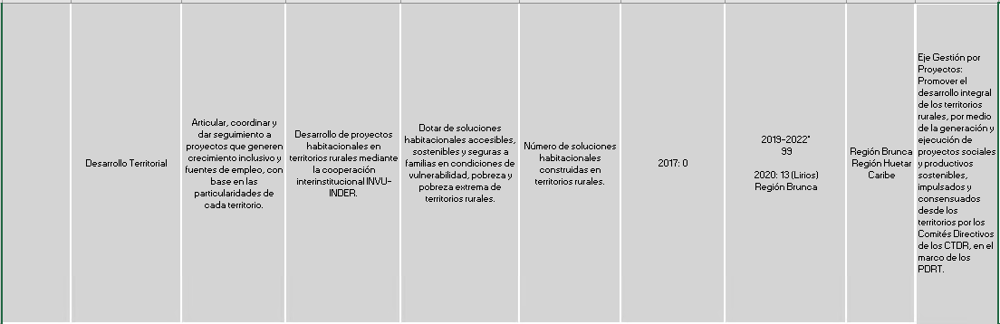 Desarrollo Territorial
Articular, coordinar y
dar seguimiento a
proyectos que generen
crecimiento inclusivo y
fuentes de empleo, con
base en las
particularidades de
cada territorio.
Desarrollo de proyectos
habitacionales en
territorios rurales mediante
la cooperación
interinstitucional INVU-
INDER.
Dotar de soluciones
habitacionales accesibles,
sostenibles y seguras a
familias en condiciones de
vulnerabilidad, pobreza y
pobreza extrema de
territorios rurales.
Número de soluciones
habitacionales
construidas en
territorios rurales.
2017: 0
2019-2022*
99
2020: 13 (Lirios)
Región Brunca
Región Brunca
Región Huetar
Caribe
Eje Gestión por
Proyectos:
Promover el
desarrollo integral
de los territorios
rurales, por medio
de la generación y
ejecución de
proyectos sociales
y productivos
sostenibles,
impulsados y
consensuados
desde los
territorios por los
Comités Directivos
de los CTDR, en el
marco de los
PDRT.